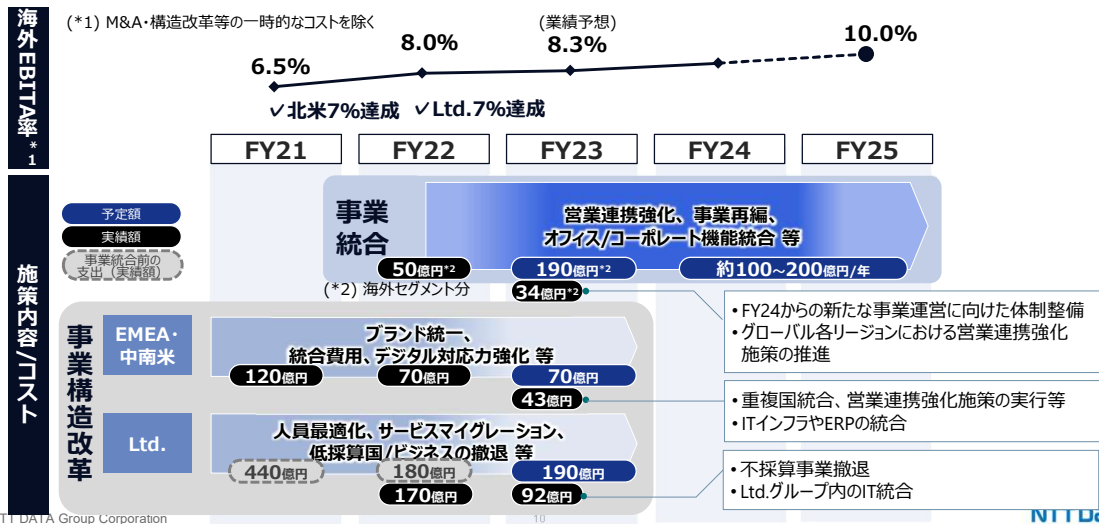 海外EBITA率*1
(*1) M&A・構造改革等の一時的なコストを除く
(業績予想)
6.5%
8.0%
8.3%
10.0%
✓北米7%達成
✓Ltd.7%達成
FY21
FY22
FY23
FY24
FY25
施策内容/コスト
予定額
実績額
事業統合前の
支出（実績額）
事業
統合
営業連携強化、事業再編、
オフィス/コーポレート機能統合 等
50億円*2
190億円*2
約100～200億円/年
(*2) 海外セグメント分
34億円*2
・FY24からの新たな事業運営に向けた体制整備
・グローバル各リージョンにおける営業連携強化
施策の推進
事業構造改革
EMEA・
中南米
ブランド統一、
統合費用、デジタル対応力強化 等
120億円
70億円
70億円
43億円
・重複国統合、営業連携強化施策の実行等
・ITインフラやERPの統合
Ltd.
人員最適化、サービスマイグレーション、
低採算国/ビジネスの撤退 等
440億円
180億円
190億円
170億円
92億円
・不採算事業撤退
・Ltd.グループ内のIT統合
TT DATA Group Corporation
10
NTT Da